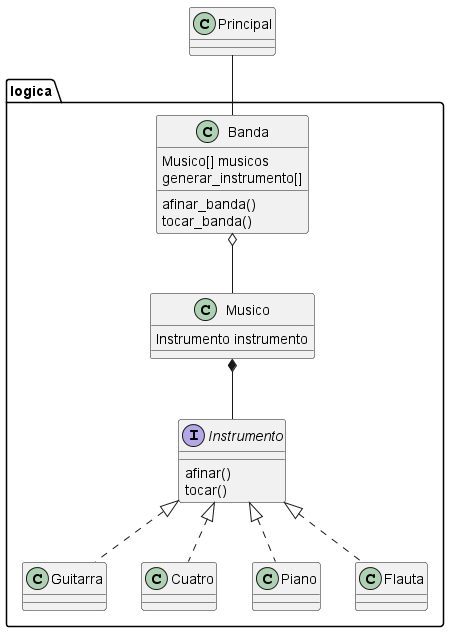 C Principal
logica
C Banda
Musico[] musicos
generar_instrumento[]
afinar_banda()
tocar_banda()
C Musico
Instrumento instrumento
I Instrumento
afinar()
tocar()
C Guitarra
C Cuatro
C Piano
C Flauta